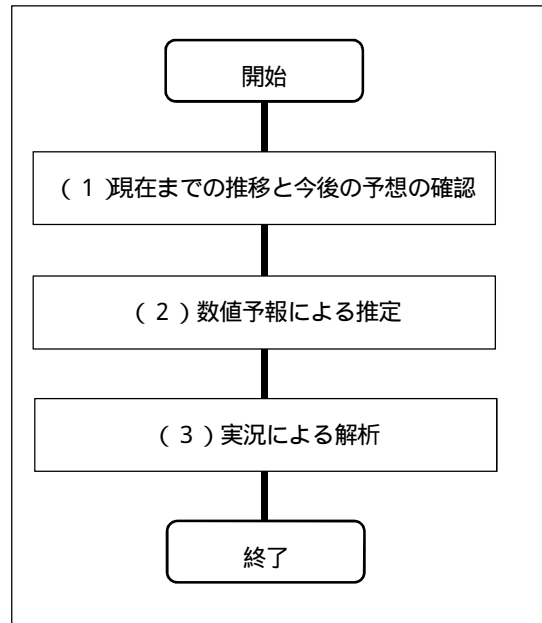 開始
(1)現在までの推移と今後の予想の確認
(2)数値予報による推定
(3)実況による解析
終了